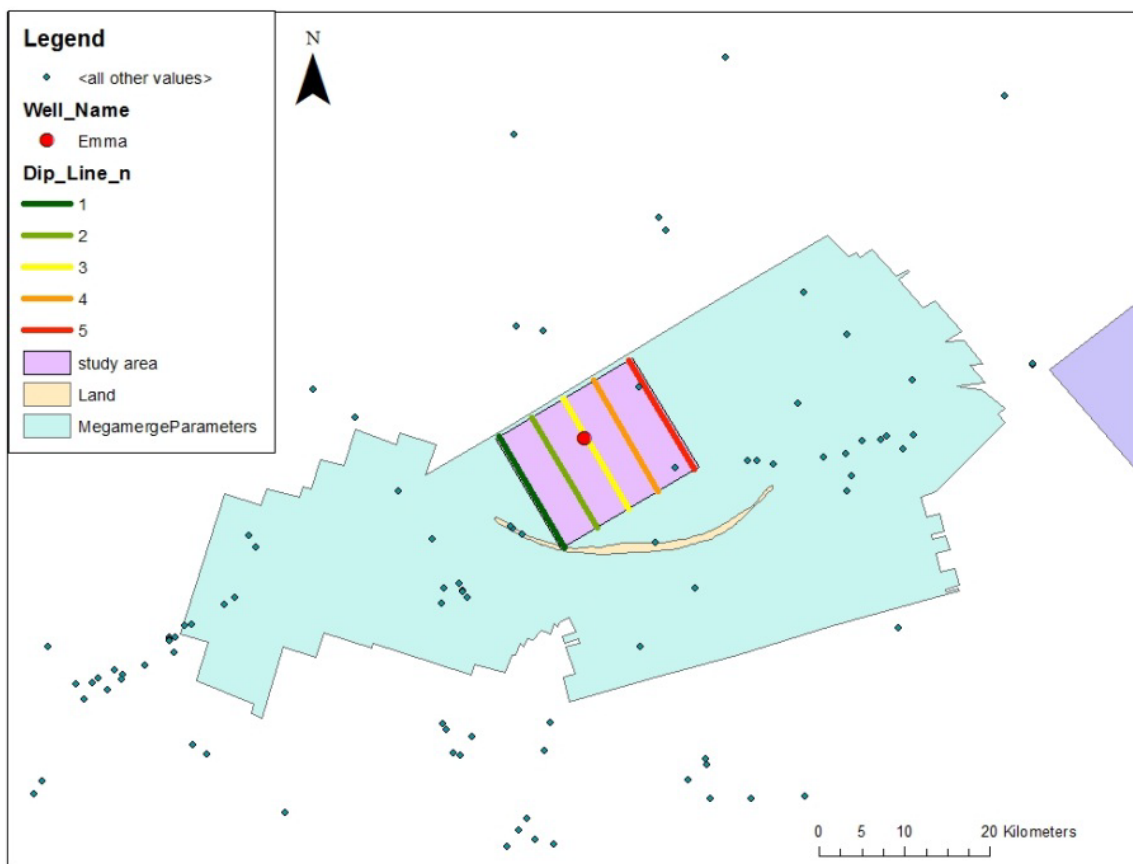 Legend
<all other values>
Well_Name
Emma
Dip_Line_n
1
2
3
4
5
study area
Land
MegamergeParameters
N
0 5 10 20 Kilometers